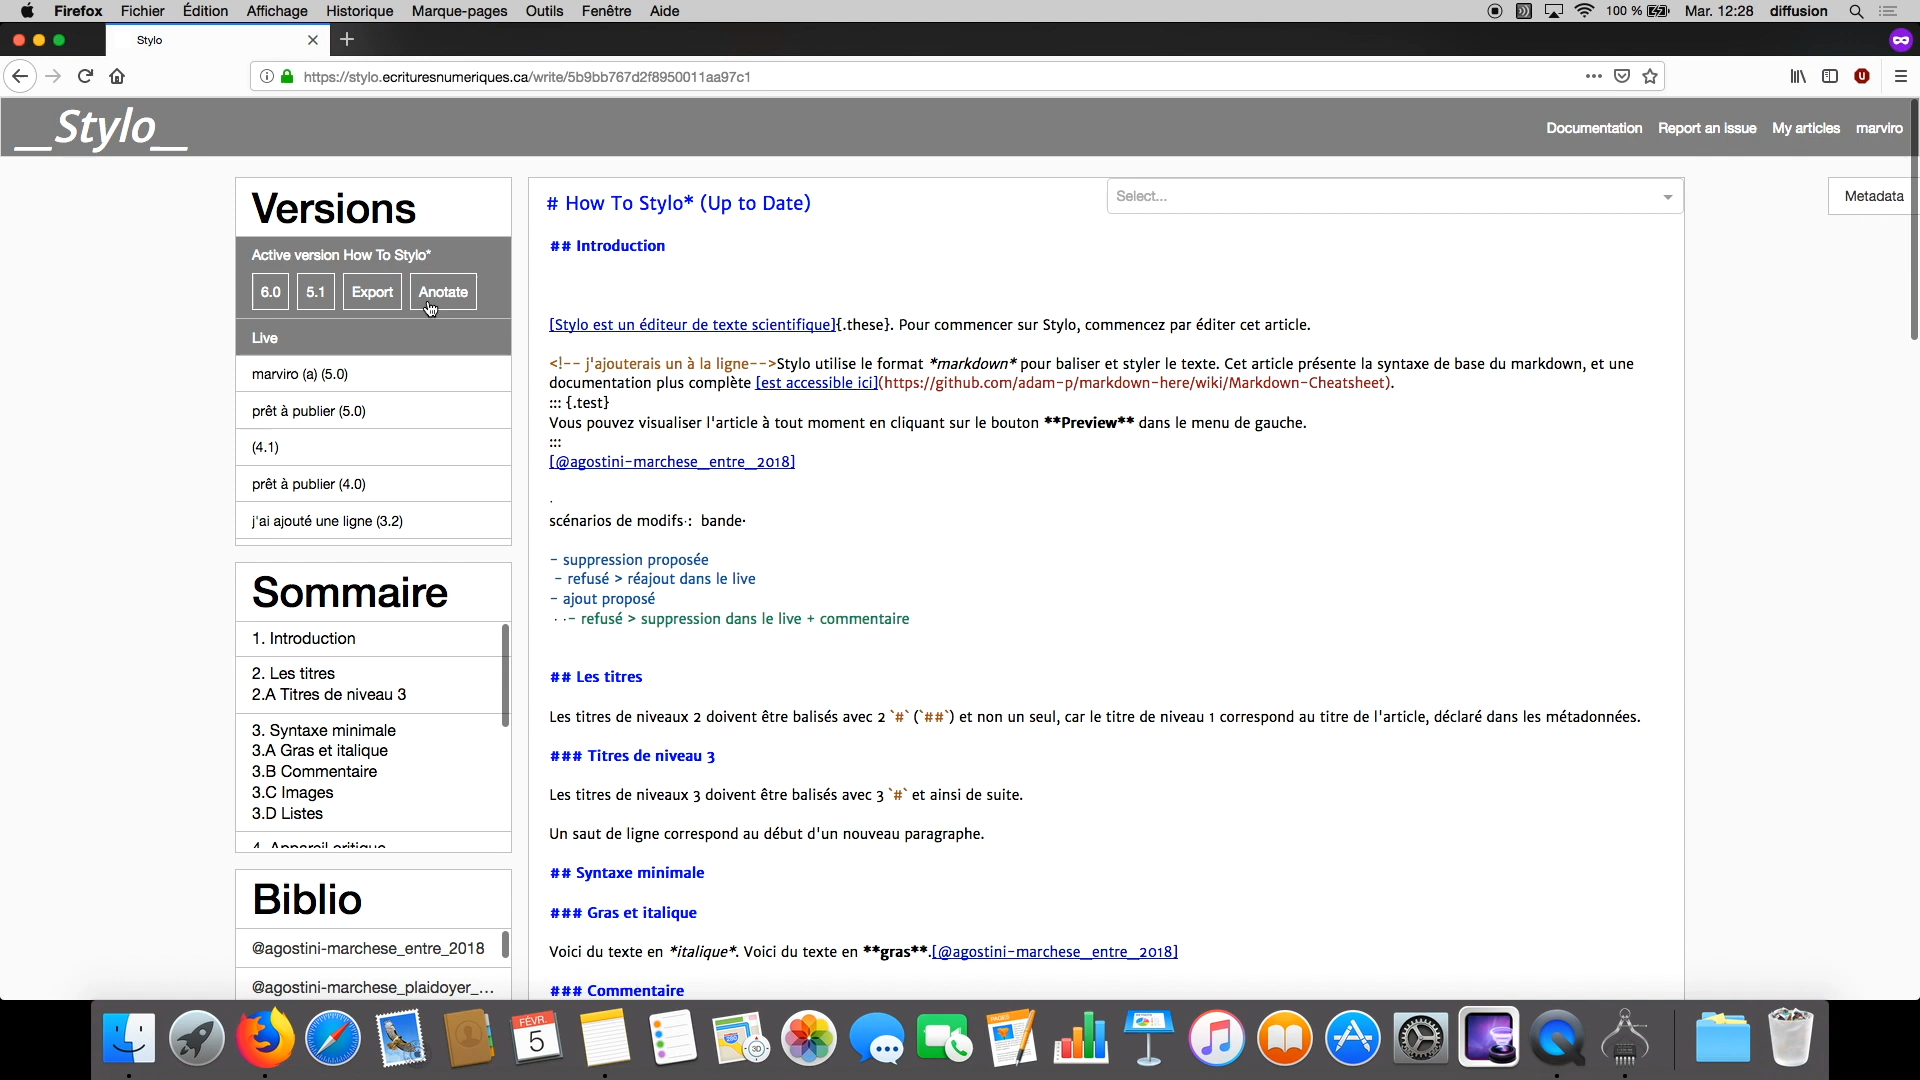 Firefox Fichier Édition Affichage Historique Marque-pages Outils Fenêtre Aide 100 % Mar. 12:28 diffusion
Stylo
https://stylo.ecrituresnumeriques.ca/write/5b9bb767d2f8950011aa97c1
__Stylo__ Documentation Report an issue My articles marviro
Versions
Active version How To Stylo*
6.0 5.1 Export Anotate
Live
marviro (a) (5.0)
prêt à publier (5.0)
(4.1)
prêt à publier (4.0)
j'ai ajouté une ligne (3.2)
Sommaire
1. Introduction
2. Les titres
2.A Titres de niveau 3
3. Syntaxe minimale
3.A Gras et italique
3.B Commentaire
3.C Images
3.D Listes
4. Appareil critique
Biblio
@agostini-marchese_entre_2018
@agostini-marchese_plaidoyer_...
Select...
Metadata
# How To Stylo* (Up to Date)
## Introduction
[Stylo est un éditeur de texte scientifique]{.these}. Pour commencer sur Stylo, commencez par éditer cet article.
<!-- j'ajouterais un à la ligne-->Stylo utilise le format *markdown* pour baliser et styler le texte. Cet article présente la syntaxe de base du markdown, et une
documentation plus complète [est accessible ici](https://github.com/adam-p/markdown-here/wiki/Markdown-Cheatsheet).
::: {.test}
Vous pouvez visualiser l'article à tout moment en cliquant sur le bouton **Preview** dans le menu de gauche.
:::
[@agostini-marchese_entre_2018]
.
scénarios de modifs·: bande·
- suppression proposée
- refusé > réajout dans le live
- ajout proposé
· ·- refusé > suppression dans le live + commentaire
## Les titres
Les titres de niveaux 2 doivent être balisés avec 2 `#` (`##`) et non un seul, car le titre de niveau 1 correspond au titre de l'article, déclaré dans les métadonnées.
### Titres de niveau 3
Les titres de niveaux 3 doivent être balisés avec 3 `#` et ainsi de suite.
Un saut de ligne correspond au début d'un nouveau paragraphe.
## Syntaxe minimale
### Gras et italique
Voici du texte en *italique*. Voici du texte en **gras**.[@agostini-marchese_entre_2018]
### Commentaire
FÉVR.
5
PAGES
280
3D